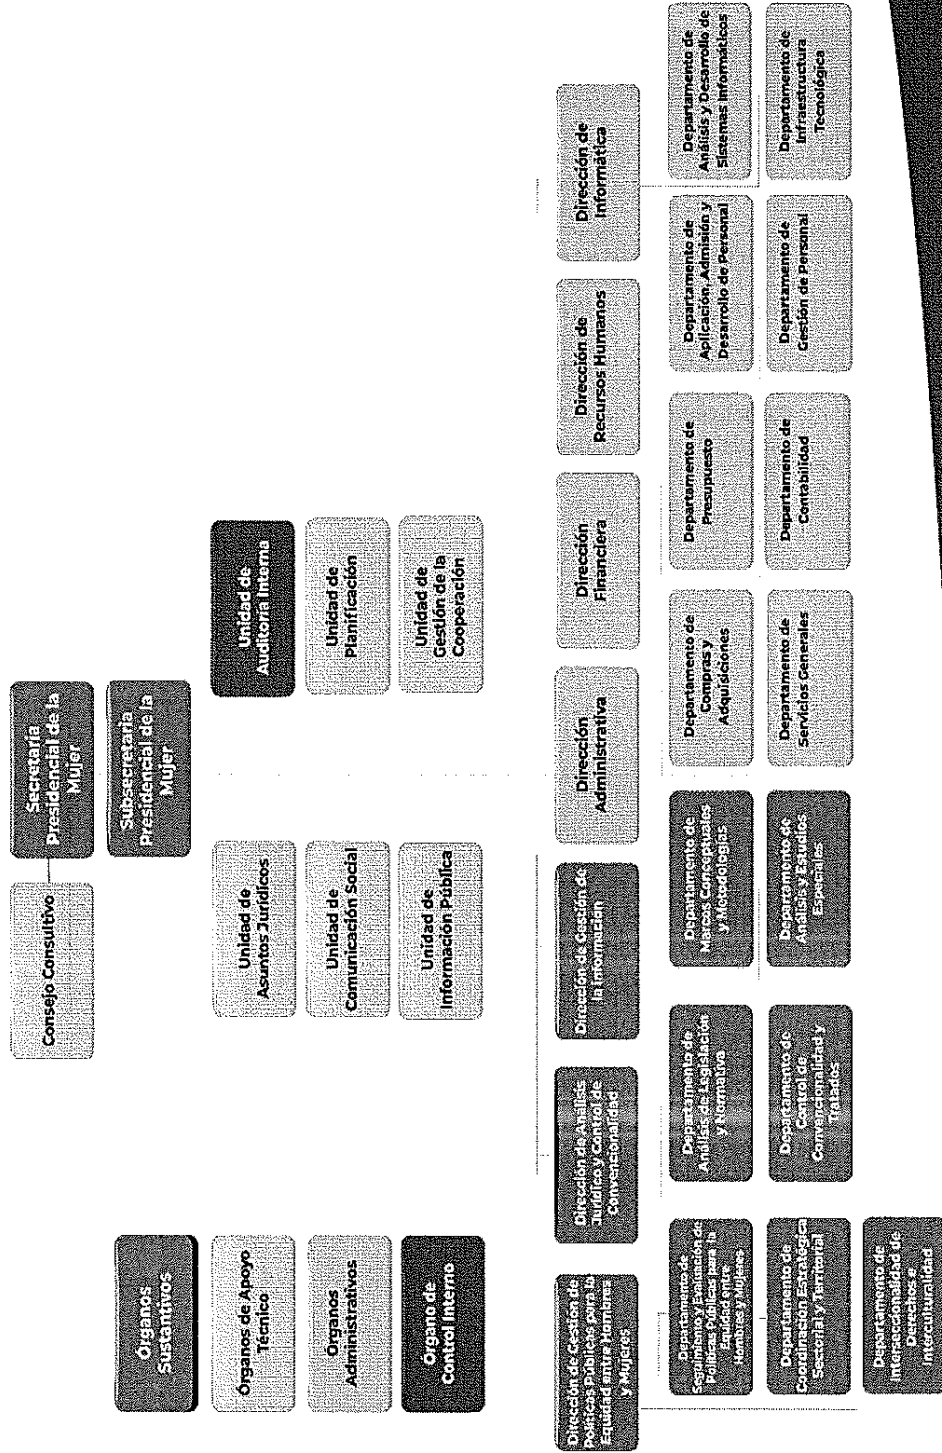 Consejo Consultivo
Secretaría
Presidencial de la
Mujer
Subsecretaria
Presidencial de la
Mujer
Órganos
Sustantivos
Órganos de Apoyo
Técnico
Órganos
Administrativos
Órgano de
Control Interno
Unidad de
Asuntos Jurídicos
Unidad de
Comunicación Social
Unidad de
Información Pública
Unidad de
Auditoría Interna
Unidad de
Planificación
Unidad de
Gestión de la
Cooperación
Dirección de Gestión de
Políticas Públicas para la
Equidad entre Hombres
y Mujeres
Dirección de Análisis
Jurídico y Control de
Convencionalidad
Dirección de Gestión de
la Información
Dirección
Administrativa
Dirección
Financiera
Dirección de
Recursos Humanos
Dirección de
Informática
Departamento de
Seguimiento y Evaluación de
Políticas Públicas para la
Equidad entre
Hombres y Mujeres
Departamento de
Análisis de Legislación
y Normativa
Departamento de
Marcos Conceptuales
y Metodologías
Departamento de
Compras y
Adquisiciones
Departamento de
Presupuesto
Departamento de
Aplicación, Admisión y
Desarrollo de Personal
Departamento de
Análisis y Desarrollo de
Sistemas Informáticos
Departamento de
Coordinación Estratégica
Sectorial y Territorial
Departamento de
Control de
Convencionalidad y
Tratados
Departamento de
Análisis y Estudios
Especiales
Departamento de
Servicios Generales
Departamento de
Contabilidad
Departamento de
Gestión de Personal
Departamento de
Infraestructura
Tecnológica
Departamento de
Interseccionalidad de
Derechos e
Interculturalidad